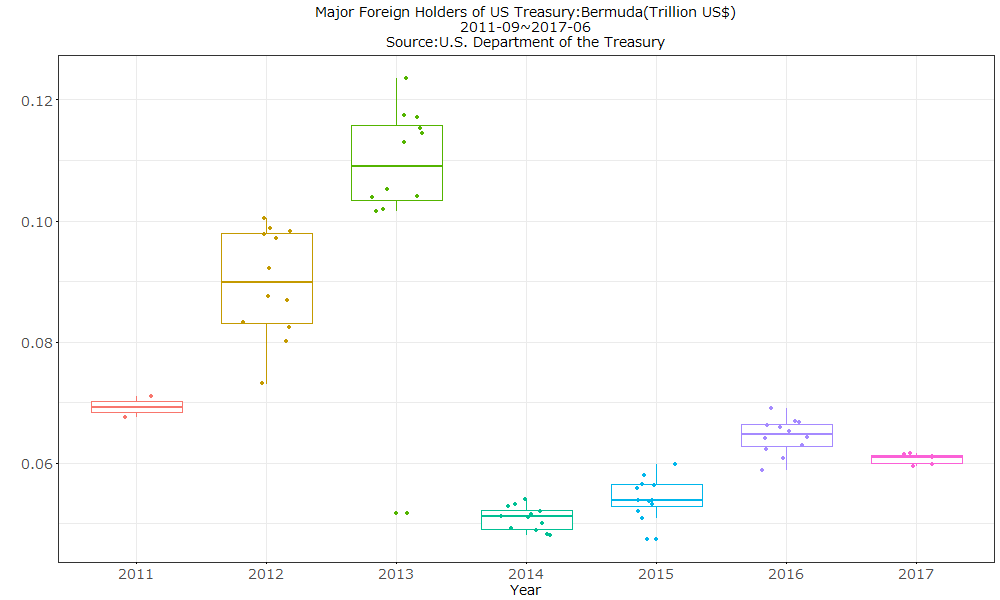 Major Foreign Holders of US Treasury:Bermuda(Trillion US$)
2011-09~2017-06
Source:U.S. Department of the Treasury
0.12
0.10
0.08
0.06
2011 2012 2013 2014 2015 2016 2017
Year